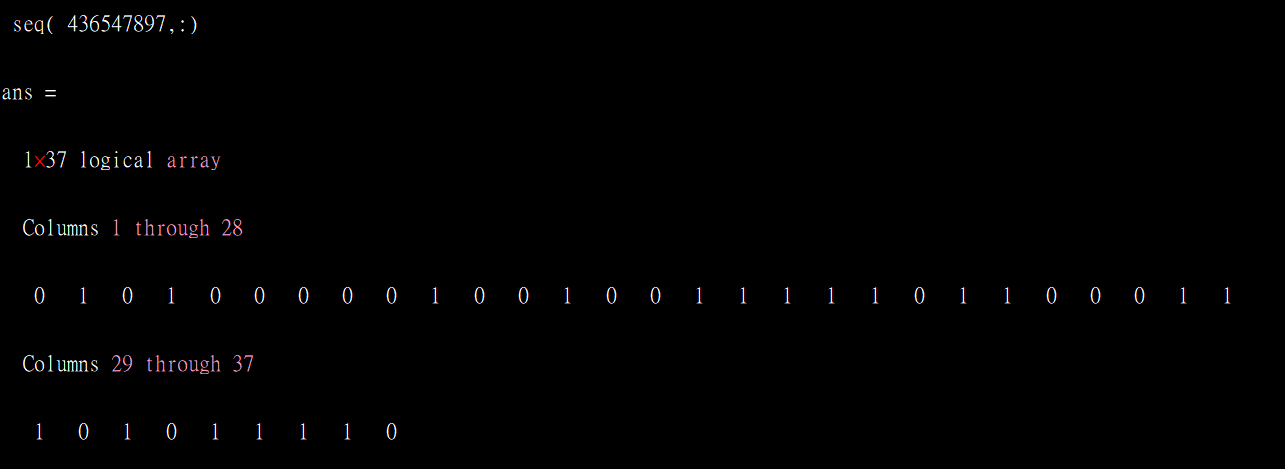 seq( 436547897,:)
ans =
1×37 logical array
Columns 1 through 28
0 1 0 1 0 0 0 0 0 1 0 0 1 0 0 1 1 1 1 1 0 1 1 0 0 0 1 1
Columns 29 through 37
1 0 1 0 1 1 1 1 0